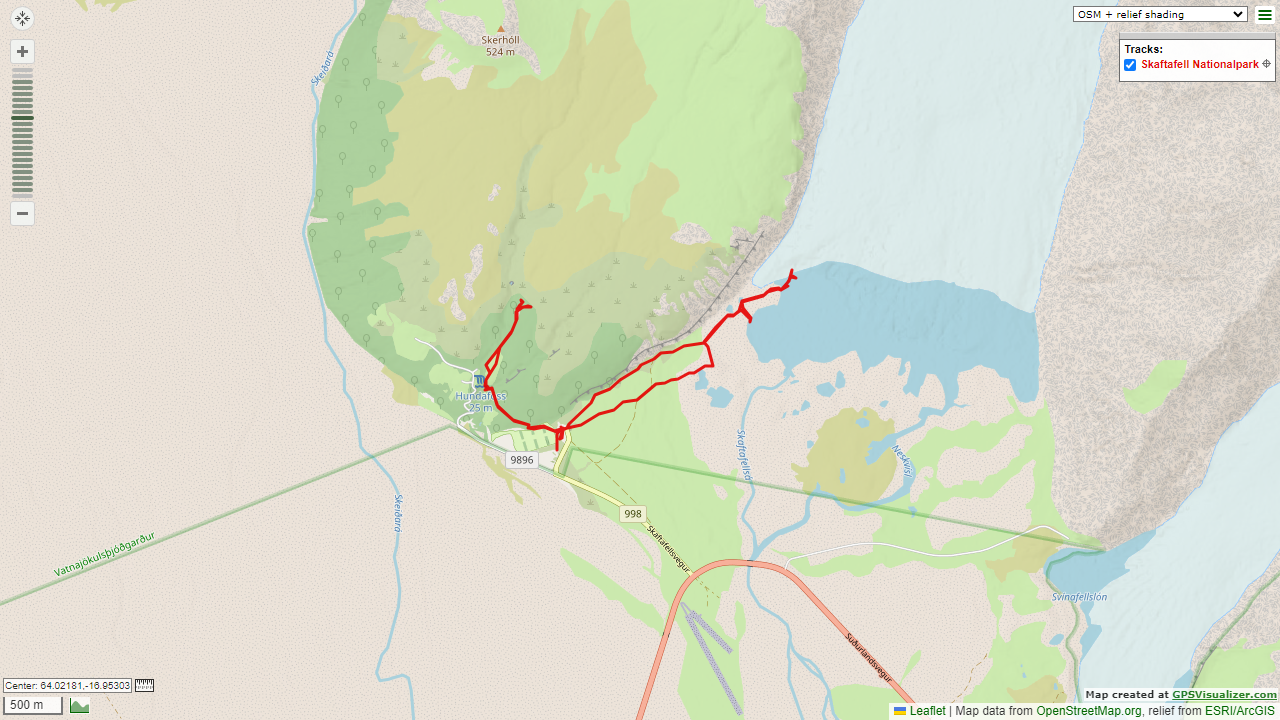 OSM + relief shading
Tracks:
Skaftafell Nationalpark
Skerhóll
524 m
Skeiðará
Hundafoss
25 m
9896
998
Skaftafellsá
Neskvísl
Skeiðará
Skaftafellsvegur
Vatnajökulsþjóðgarður
Svínafellslón
Suðurlandsvegur
Center: 64.02181,-16.95303
500 m
Map created at GPSVisualizer.com
Leaflet | Map data from OpenStreetMap.org, relief from ESRI/ArcGIS